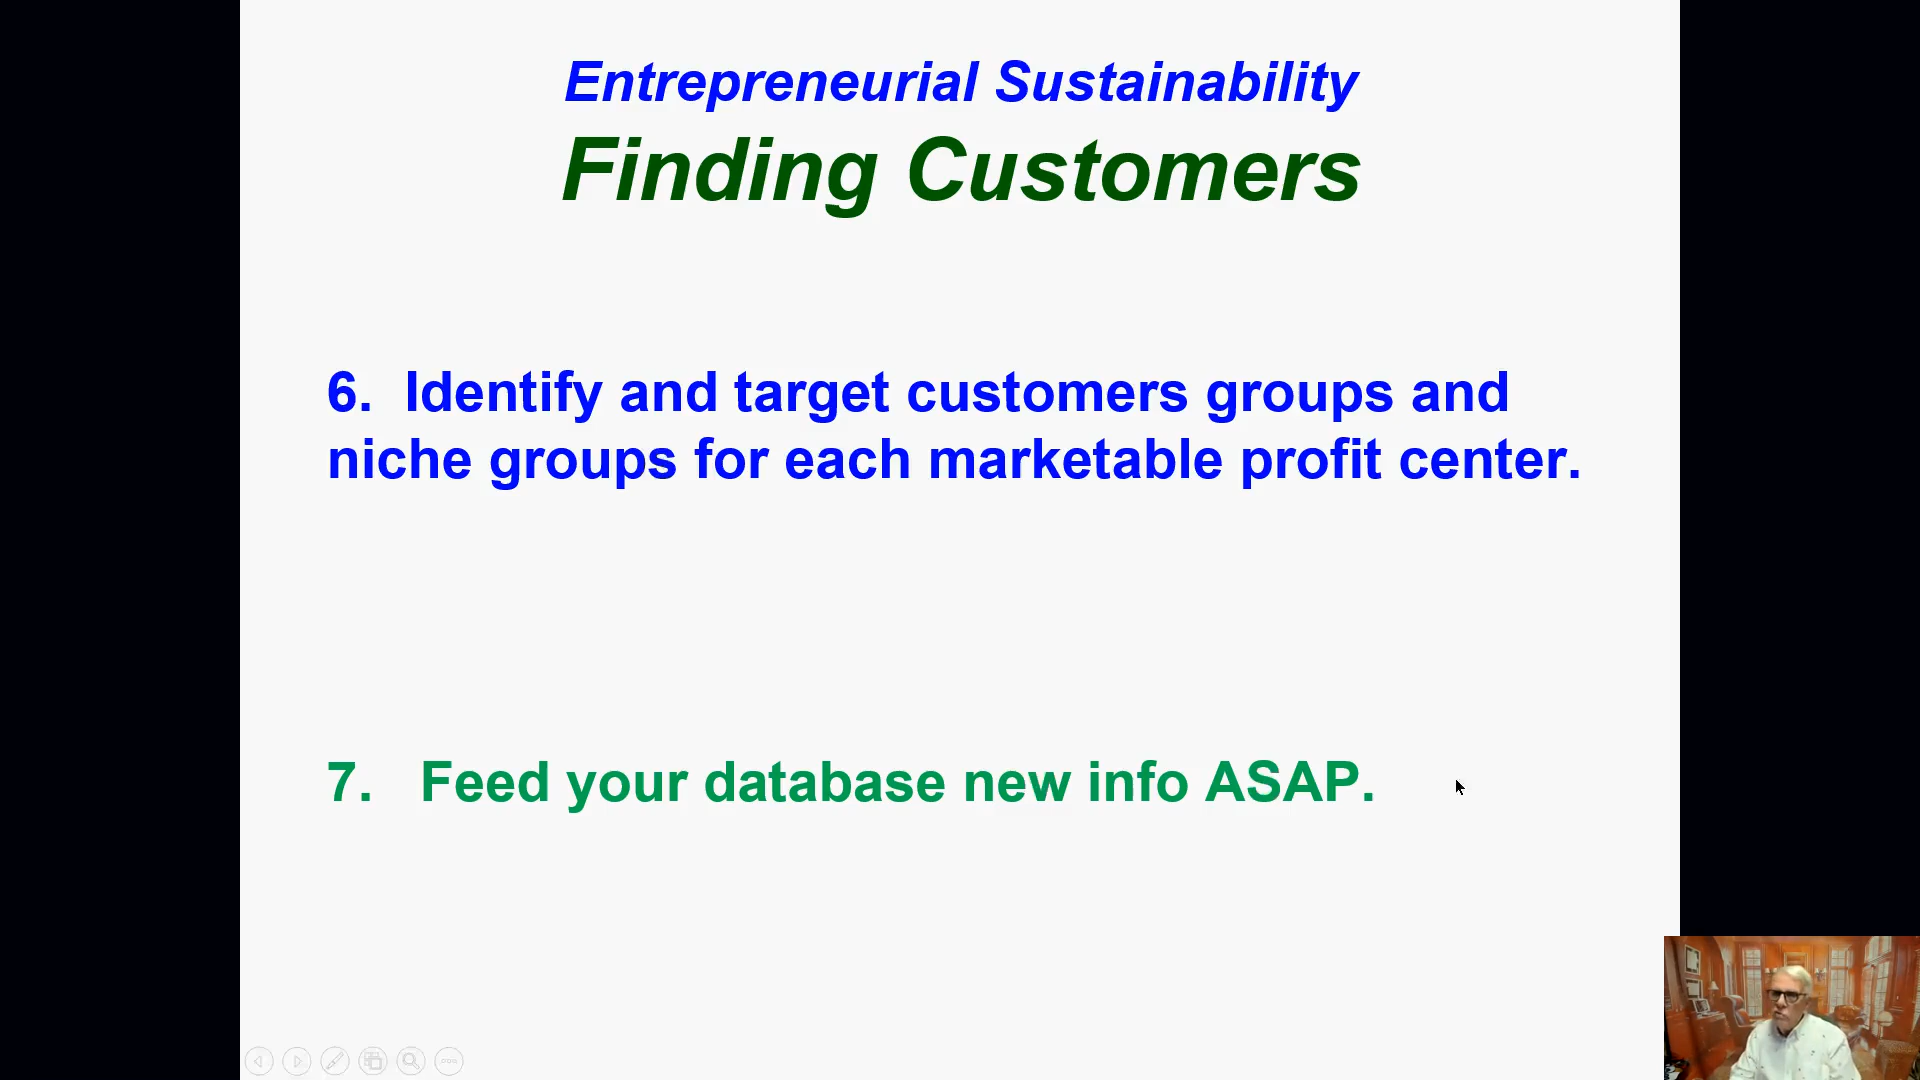 Entrepreneurial Sustainability
Finding Customers
6. Identify and target customers groups and
niche groups for each marketable profit center.
7. Feed your database new info ASAP.